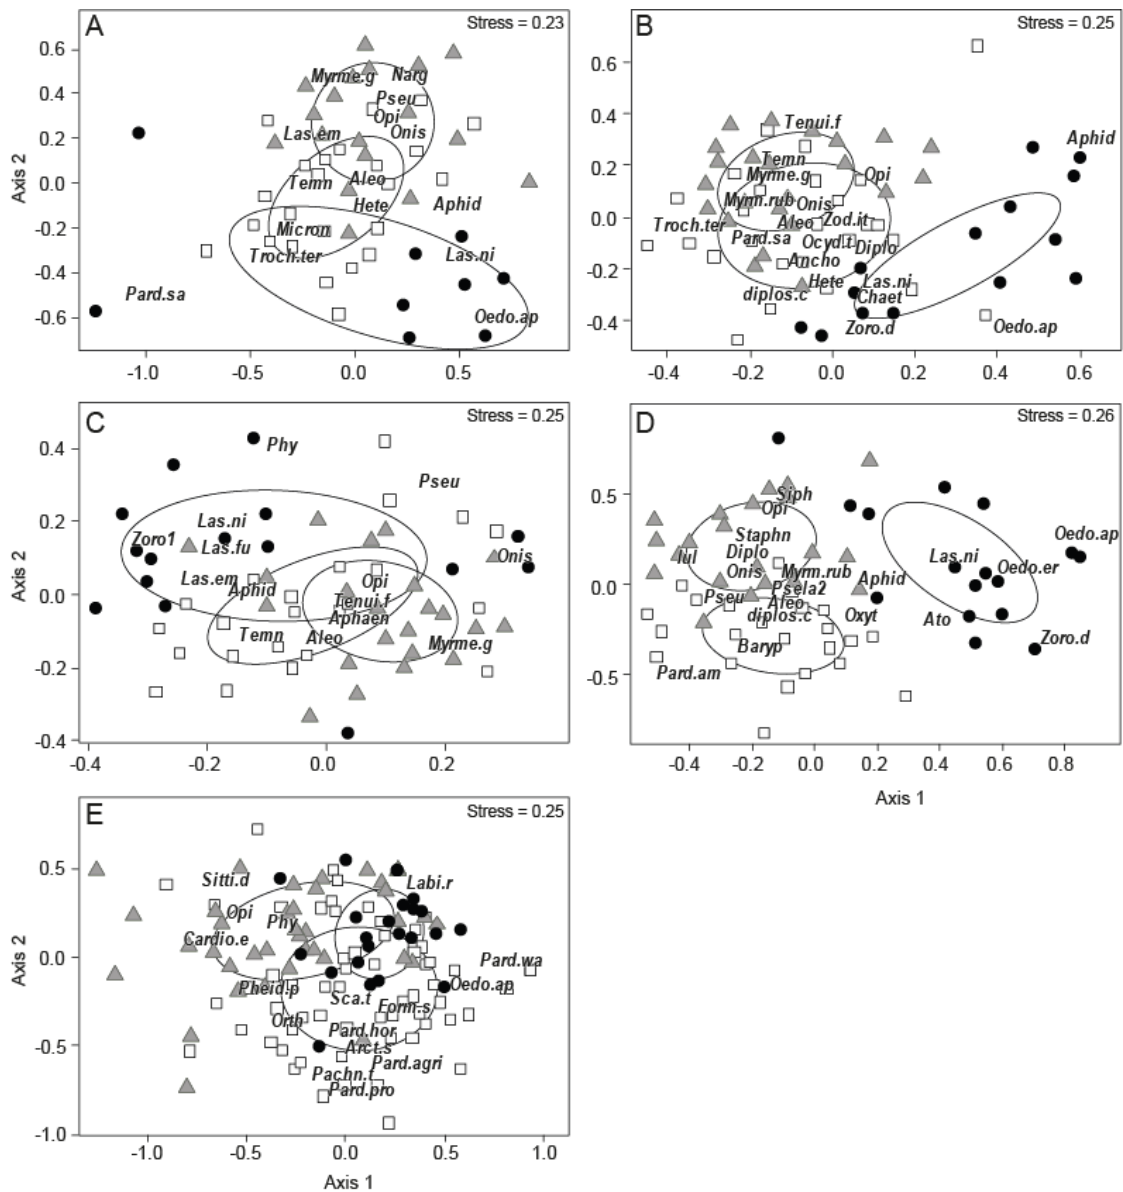 A
Stress = 0.23
Axis 2
0.6
0.4
0.2
0.0
-0.2
-0.4
-0.6
Myrme.g
Narg
Pseu
Opi
Las.em
Onis
Temn
Aleo
Hete
Aphid
Micron
Troch.ter
Las.ni
Pard.sa
Oedo.ap
-1.0
-0.5
0.0
0.5
B
Stress = 0.25
0.6
0.4
0.2
0.0
-0.2
-0.4
Tenui.f
Aphid
Temn
Myrme.g
Opi
Myrm.rub
Onis
Troch.ter
Aleo
Zod.it
Pard.sa
Ocyd.t
Diplo
Ancho
Hete
Las.ni
diplos.c
Chaet
Zoro.d
Oedo.ap
-0.4
-0.2
0.0
0.2
0.4
0.6
C
Stress = 0.25
0.4
0.2
0.0
-0.2
-0.4
Phy
Pseu
Las.ni
Zoro1
Las.fu
Onis
Las.em
Aphid
Opi
Tenui.f
Aphaen
Temn
Aleo
Myrme.g
-0.4
-0.2
0.0
0.2
D
Stress = 0.26
0.5
0.0
-0.5
Siph
Opi
Staphn
Oedo.ap
Iul
Diplo
Las.ni
Onis
Myrm.rub
Oedo.er
Psela2
Aphid
Pseu
Aleo
diplos.c
Oxyt
Ato
Baryp
Zoro.d
Pard.am
-0.4
-0.2
0.0
0.2
0.4
0.6
0.8
Axis 1
E
Stress = 0.25
Axis 2
0.5
0.0
-0.5
-1.0
Sitti.d
Labi.r
Opi
Phy
Cardio.e
Pard.wa
Pheid.p
Oedo.ap
Sca.t
Form.s
Orth
Pard.hor
Arct.s
Pard.agri
Pachn.t
Pard.pro
-1.0
-0.5
0.0
0.5
1.0
Axis 1